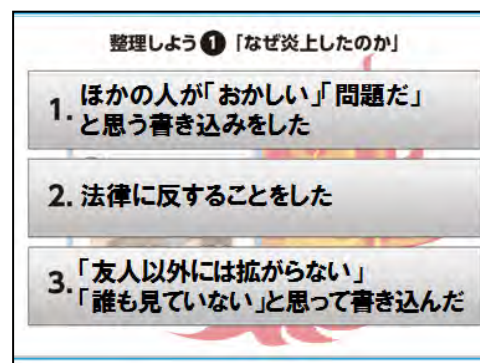 整理しよう❶「なぜ炎上したのか」
1. ほかの人が「おかしい」「問題だ」
と思う書き込みをした
2. 法律に反することをした
3. 「友人以外には拡がらない」
「誰も見ていない」と思って書き込んだ